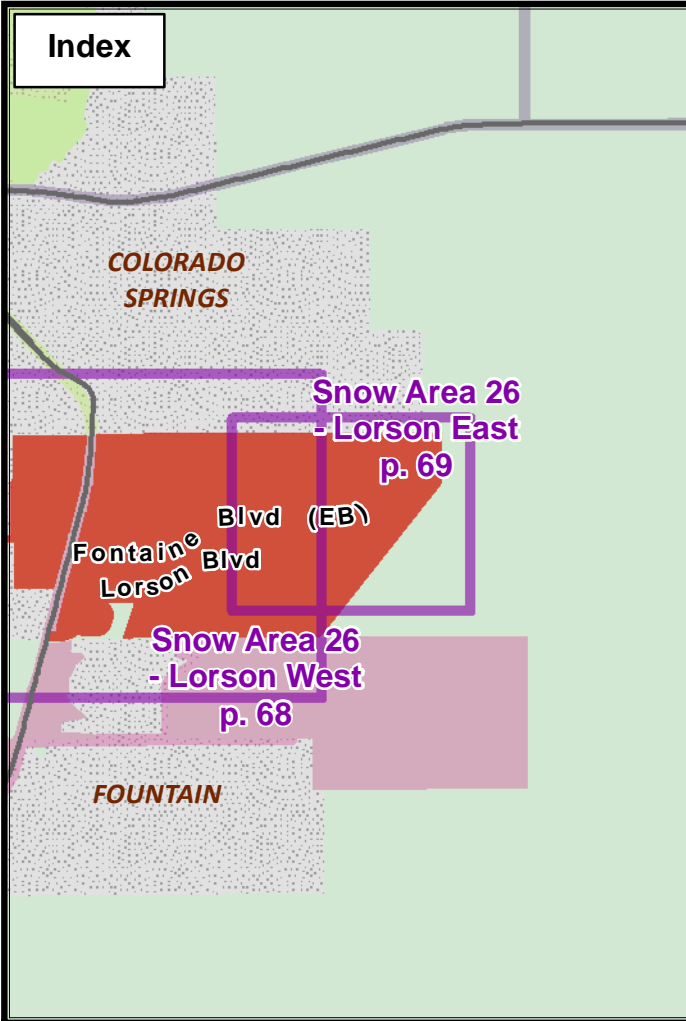 Index
COLORADO
SPRINGS
Snow Area 26
- Lorson East
p. 69
Blvd (EB)
Fontaine
Blvd
Lorson
Snow Area 26
- Lorson West
p. 68
FOUNTAIN